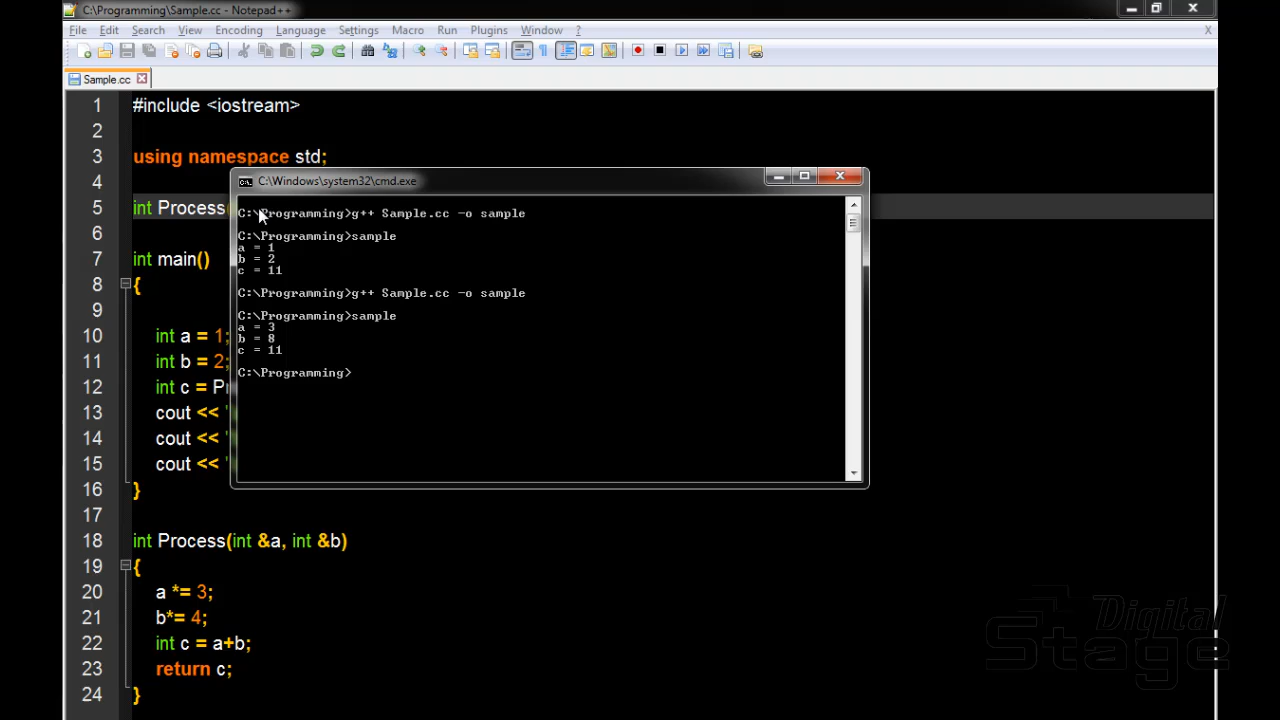 C:\Programming\Sample.cc - Notepad++
File Edit Search View Encoding Language Settings Macro Run Plugins Window ? X
Sample.cc
1 #include <iostream>
2
3 using namespace std;
4
5 int Process(
6
7 int main()
8 {
9
10 int a = 1;
11 int b = 2;
12 int c = Pr
13 cout << "
14 cout << "
15 cout << "
16 }
17
18 int Process(int &a, int &b)
19 {
20 a *= 3;
21 b*= 4;
22 int c = a+b;
23 return c;
24 }
C:\Windows\system32\cmd.exe
C:\Programming>g++ Sample.cc -o sample
C:\Programming>sample
a = 1
b = 2
c = 11
C:\Programming>g++ Sample.cc -o sample
C:\Programming>sample
a = 3
b = 8
c = 11
C:\Programming>
Digital
Stage